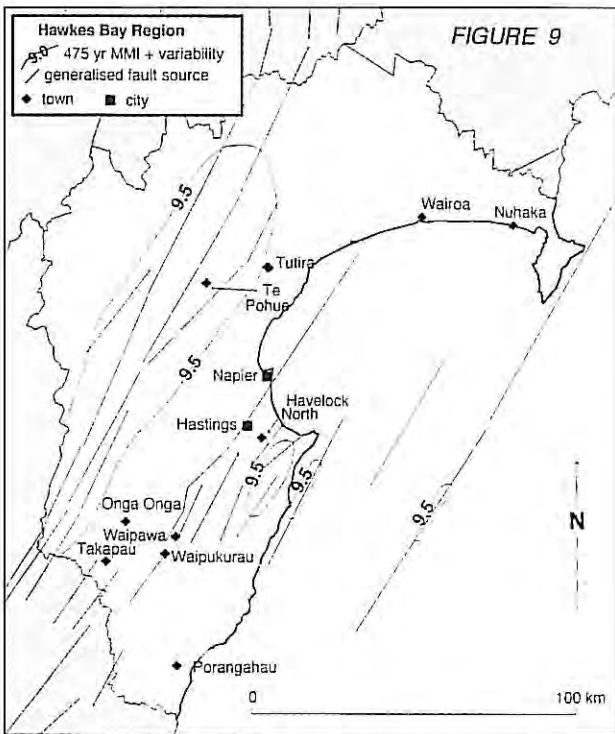 Hawkes Bay Region
9.0 475 yr MMI + variability
generalised fault source
town city
FIGURE 9
9.5
Wairoa
Nuhaka
Tutira
Te
Pohue
9.5
Napier
Havelock
North
Hastings
9.5
9.5
9.5
Onga Onga
Waipawa
Takapau
Waipukurau
N
Porangahau
0 100 km